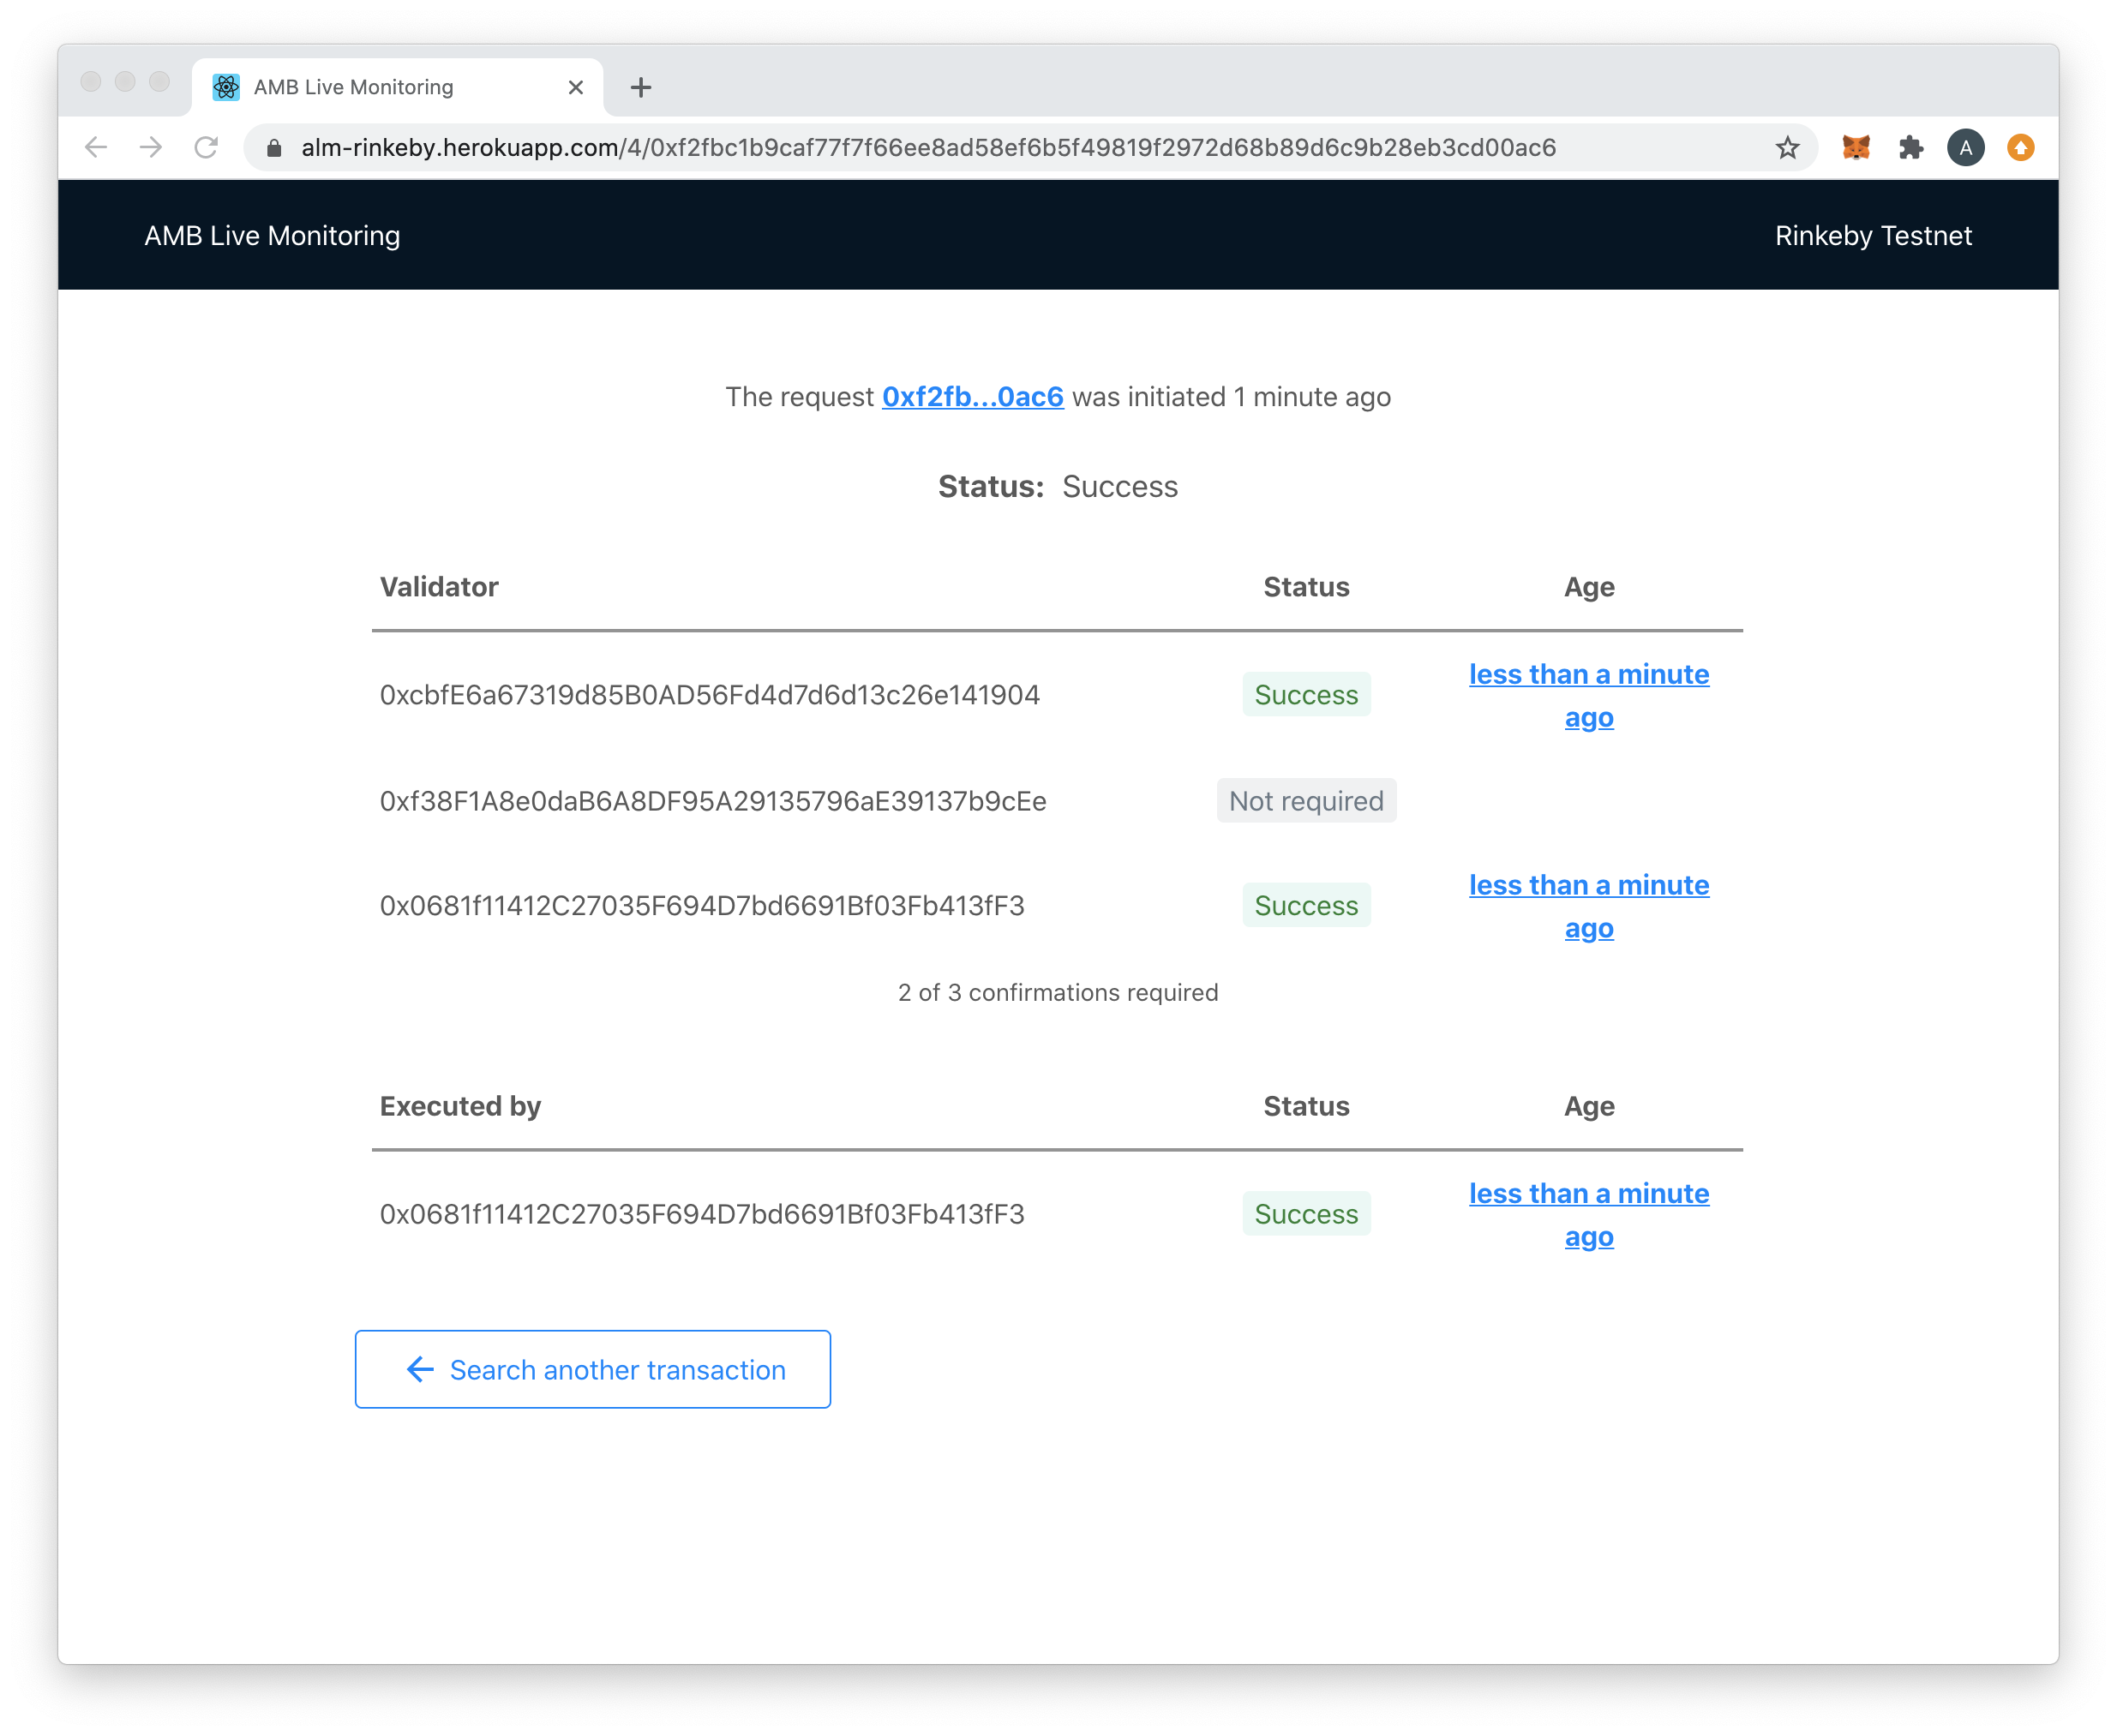 AMB Live Monitoring
alm-rinkeby.herokuapp.com/4/0xf2fbc1b9caf77f7f66ee8ad58ef6b5f49819f2972d68b89d6c9b28eb3cd00ac6
A
AMB Live Monitoring
Rinkeby Testnet
The request 0xf2fb...0ac6 was initiated 1 minute ago
Status: Success
Validator Status Age
0xcbfE6a67319d85B0AD56Fd4d7d6d13c26e141904 Success less than a minute
ago
0xf38F1A8e0daB6A8DF95A29135796aE39137b9cEe Not required
0x0681f11412C27035F694D7bd6691Bf03Fb413fF3 Success less than a minute
ago
2 of 3 confirmations required
Executed by Status Age
0x0681f11412C27035F694D7bd6691Bf03Fb413fF3 Success less than a minute
ago
Search another transaction